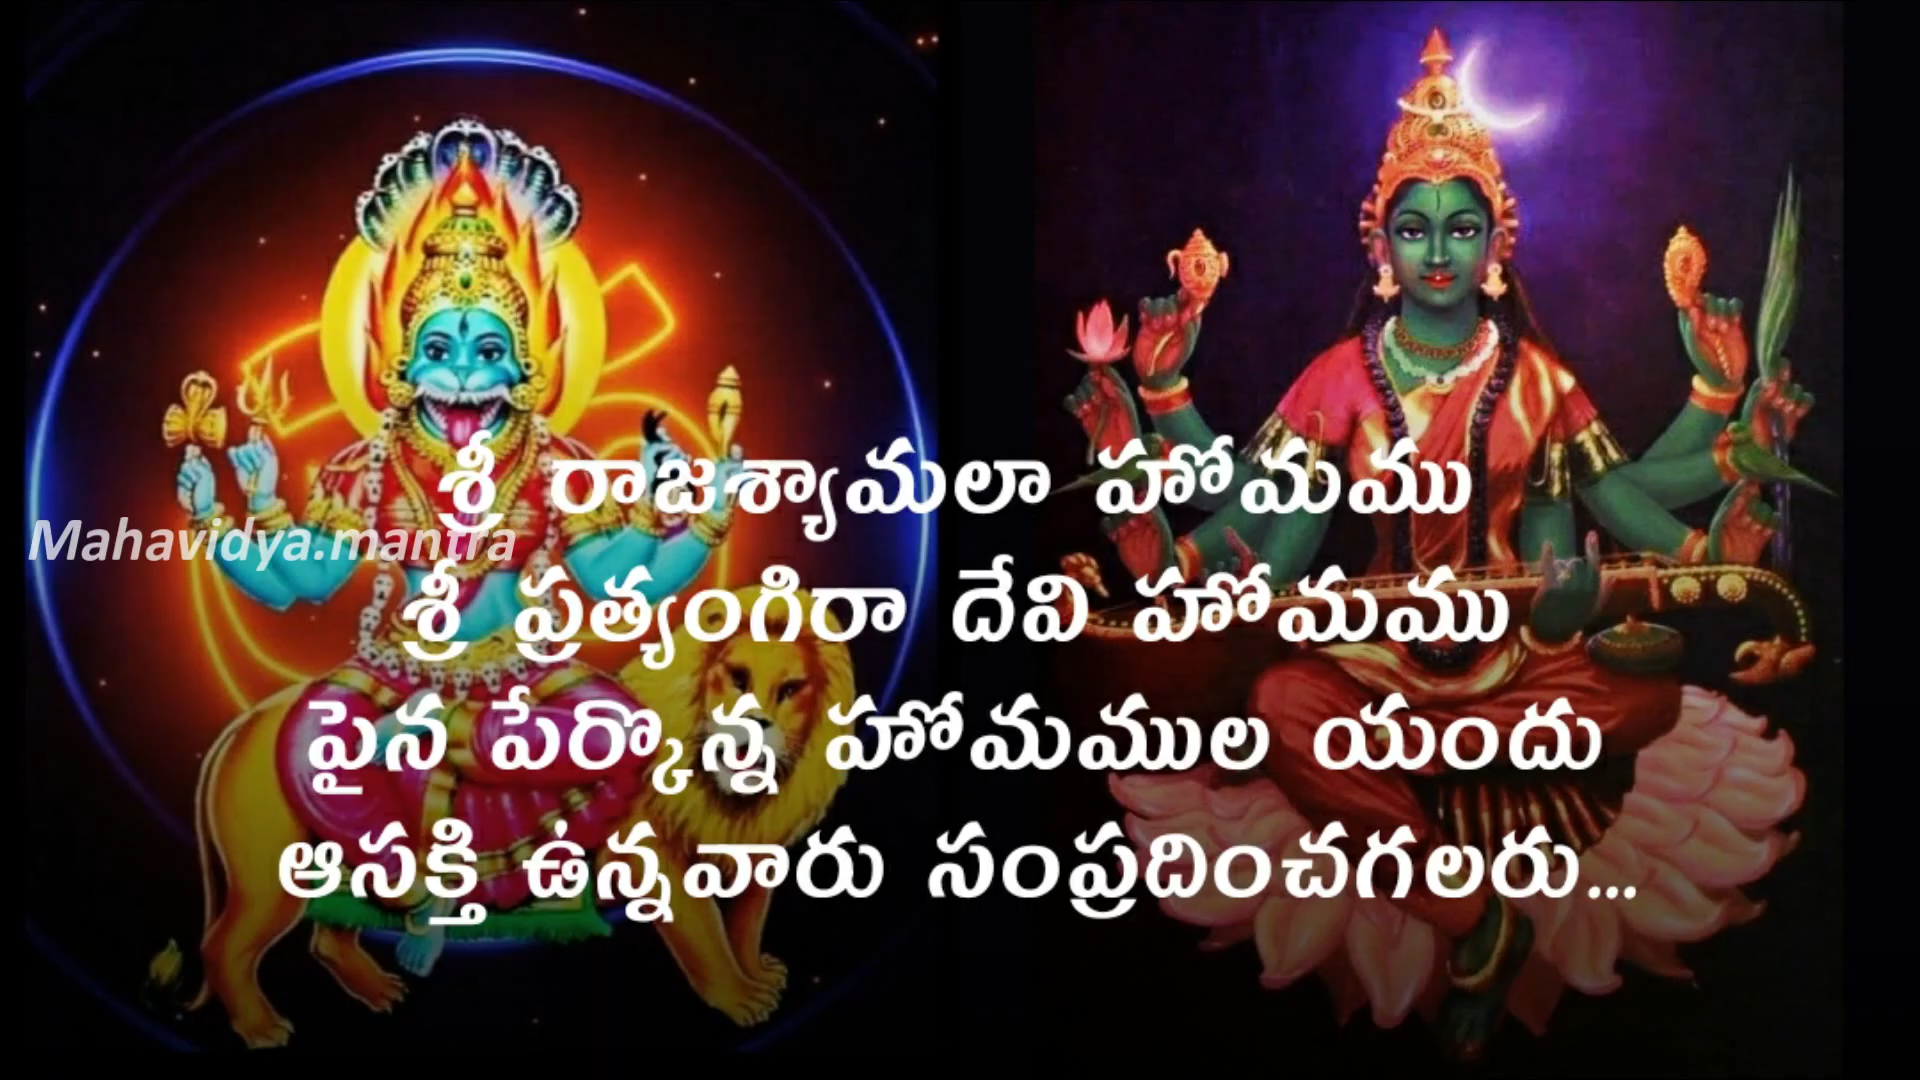 శ్రీ రాజశ్యామలా హోమము
Mahavidya.mantra
శ్రీ ప్రత్యంగిరా దేవి హోమము
పైన పేర్కొన్న హోమముల యందు
ఆసక్తి ఉన్నవారు సంప్రదించగలరు...